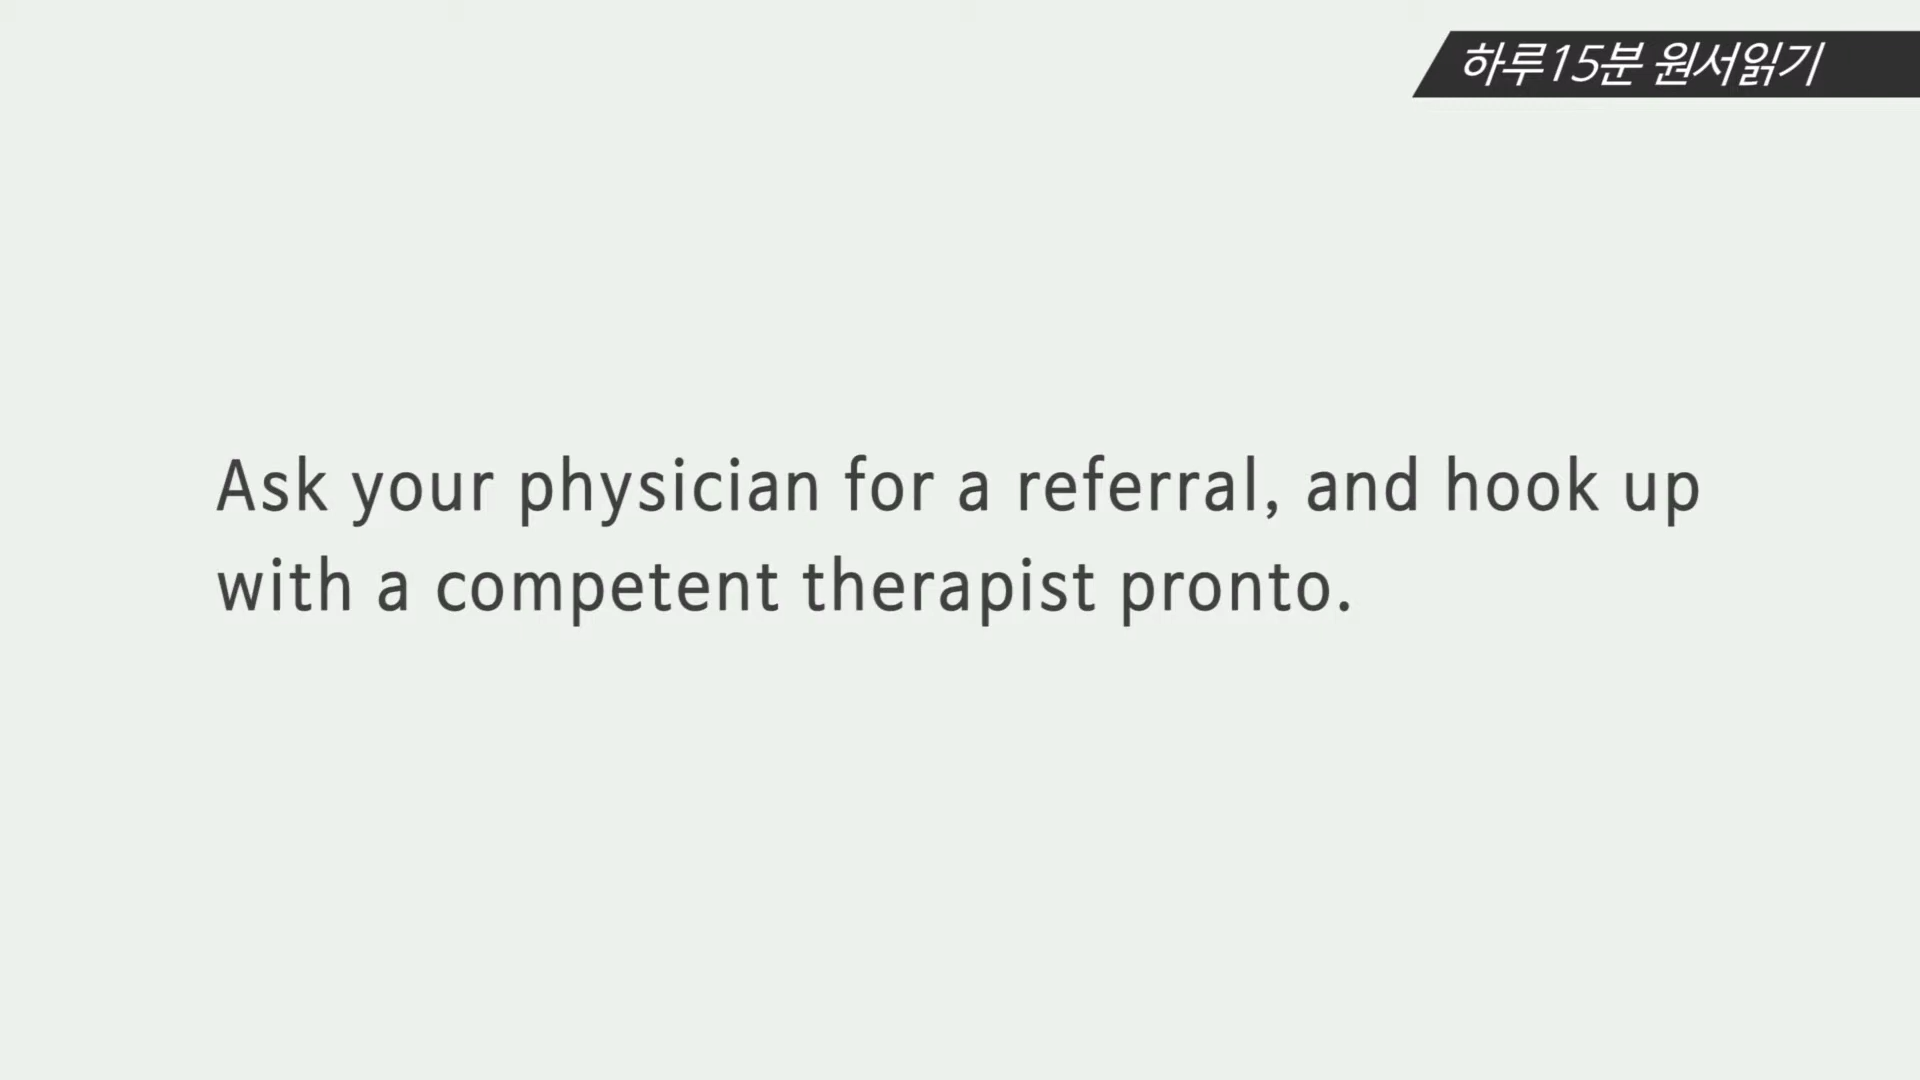 하루15분 원서읽기
Ask your physician for a referral, and hook up
with a competent therapist pronto.